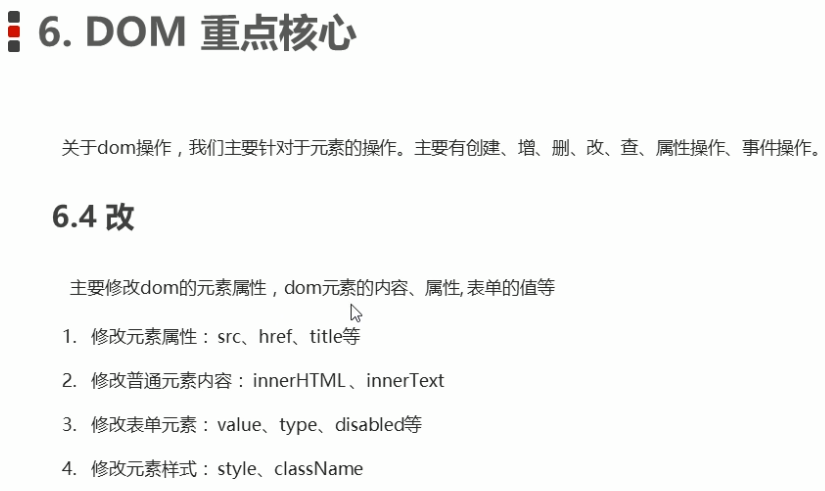 6. DOM 重点核心
关于dom操作，我们主要针对于元素的操作。主要有创建、增、删、改、查、属性操作、事件操作。
6.4 改
主要修改dom的元素属性，dom元素的内容、属性, 表单的值等
1. 修改元素属性：src、href、title等
2. 修改普通元素内容：innerHTML、innerText
3. 修改表单元素：value、type、disabled等
4. 修改元素样式：style、className